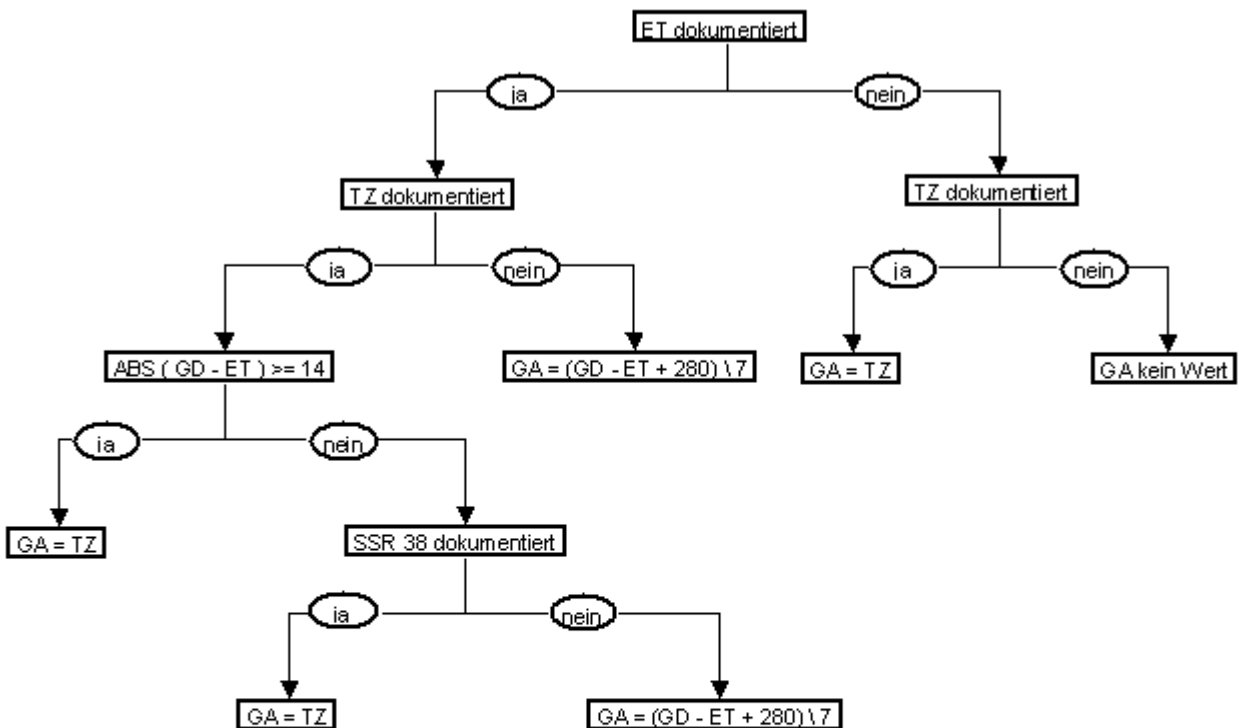 ET dokumentiert
ja
nein
TZ dokumentiert
TZ dokumentiert
ja
nein
ja
nein
ABS ( GD - ET ) >= 14
GA = (GD - ET + 280) \ 7
GA = TZ
GA kein Wert
ja
nein
GA = TZ
SSR 38 dokumentiert
ja
nein
GA = TZ
GA = (GD - ET + 280) \ 7